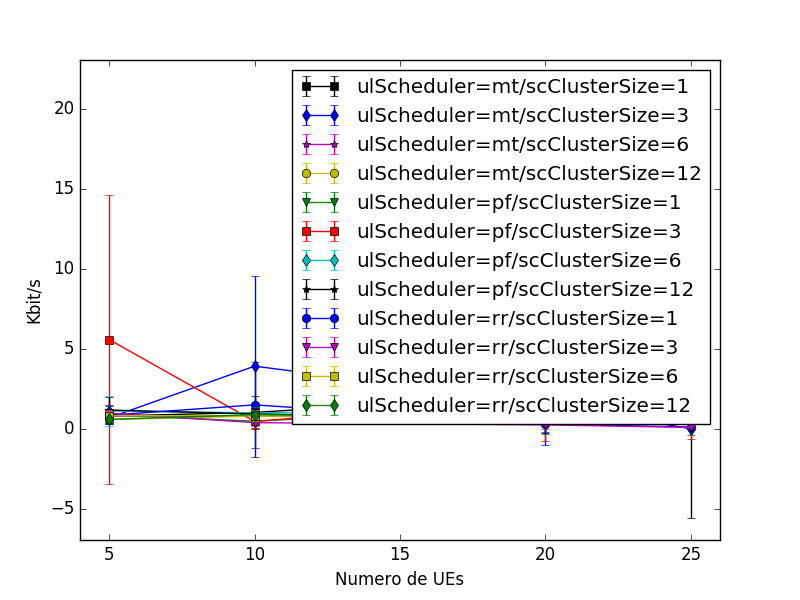 20
15
10
5
0
−5
Kbit/s
ulScheduler=mt/scClusterSize=1
ulScheduler=mt/scClusterSize=3
ulScheduler=mt/scClusterSize=6
ulScheduler=mt/scClusterSize=12
ulScheduler=pf/scClusterSize=1
ulScheduler=pf/scClusterSize=3
ulScheduler=pf/scClusterSize=6
ulScheduler=pf/scClusterSize=12
ulScheduler=rr/scClusterSize=1
ulScheduler=rr/scClusterSize=3
ulScheduler=rr/scClusterSize=6
ulScheduler=rr/scClusterSize=12
5 10 15 20 25
Numero de UEs